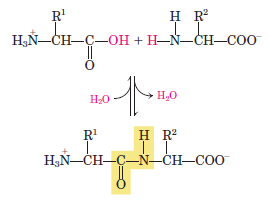 R¹ H R²
H₃N⁺—CH—C—OH + H—N—CH—COO⁻
O
H₂O H₂O
R¹ H R²
H₃N⁺—CH—C—N—CH—COO⁻
O